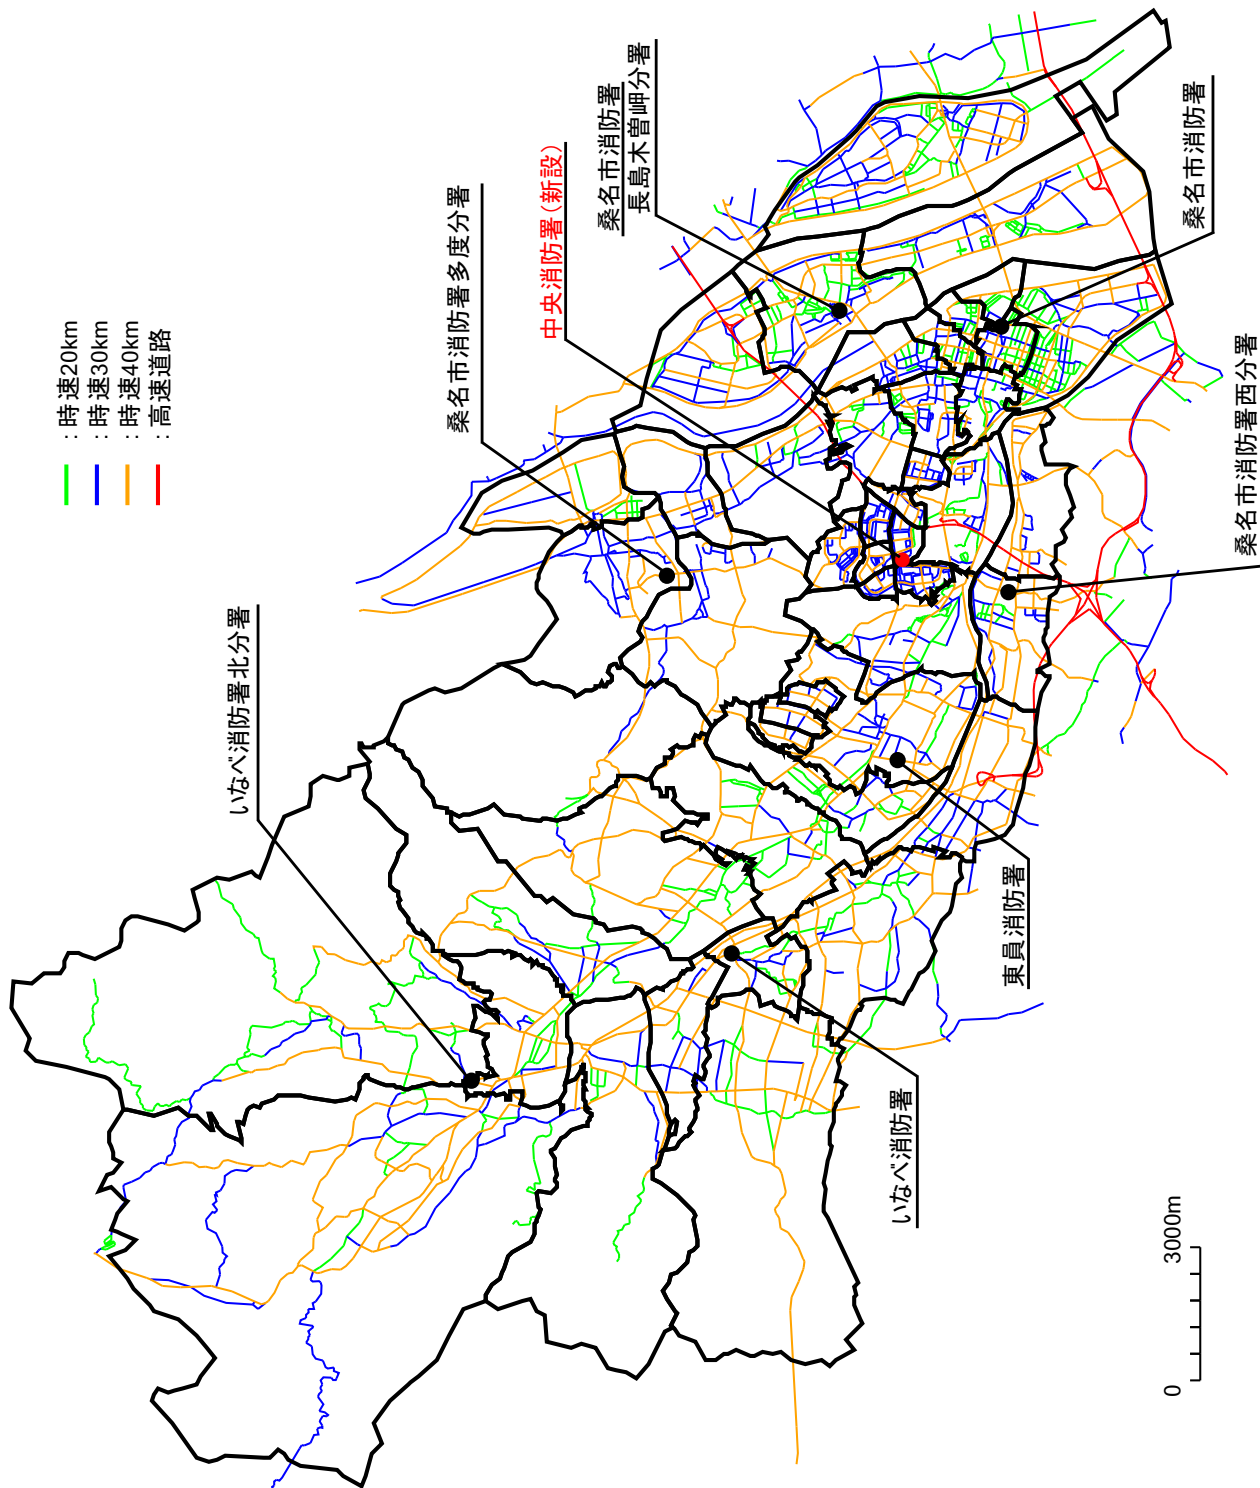 ：時速20km
：時速30km
：時速40km
：高速道路
いなべ消防署北分署
桑名市消防署多度分署
中央消防署（新設）
桑名市消防署
長島木曽岬分署
桑名市消防署
桑名市消防署西分署
東員消防署
いなべ消防署
0
3000m